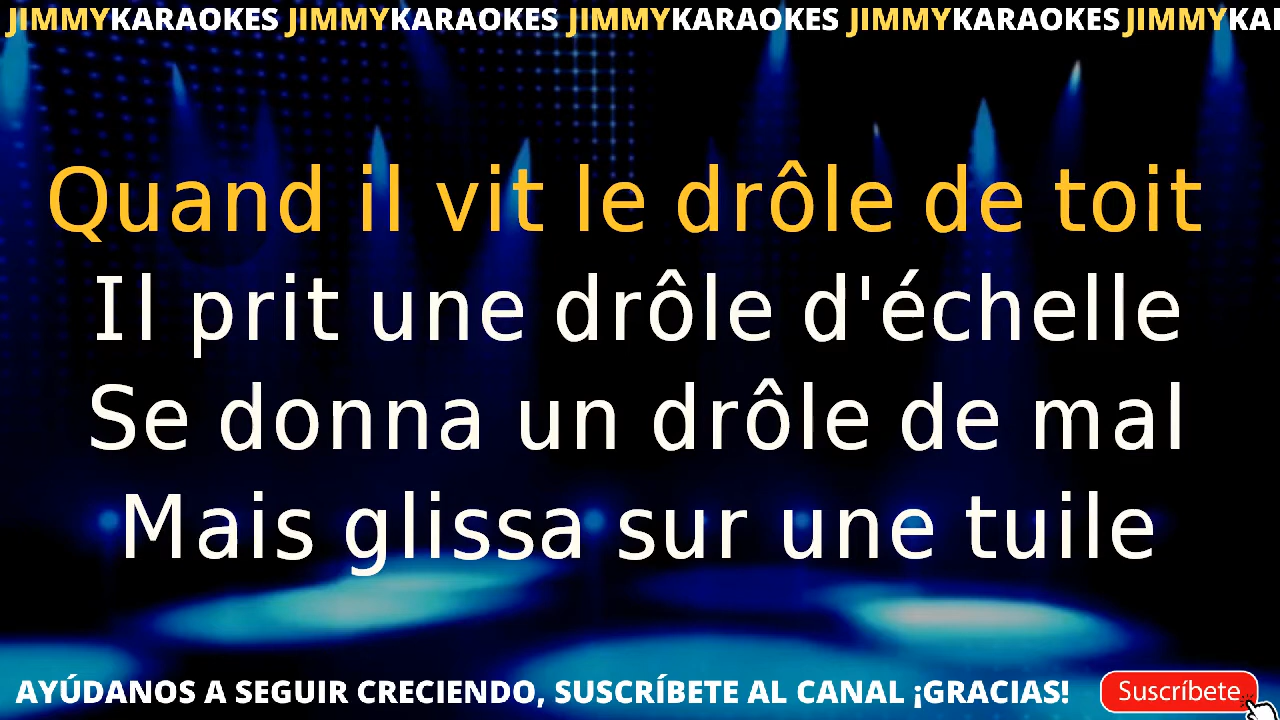 JIMMYKARAOKES JIMMYKARAOKES JIMMYKARAOKES JIMMYKARAOKES JIMMYKA
Quand il vit le drôle de toit
Il prit une drôle d'échelle
Se donna un drôle de mal
Mais glissa sur une tuile
AYÚDANOS A SEGUIR CRECIENDO, SUSCRÍBETE AL CANAL ¡GRACIAS!
Suscríbete